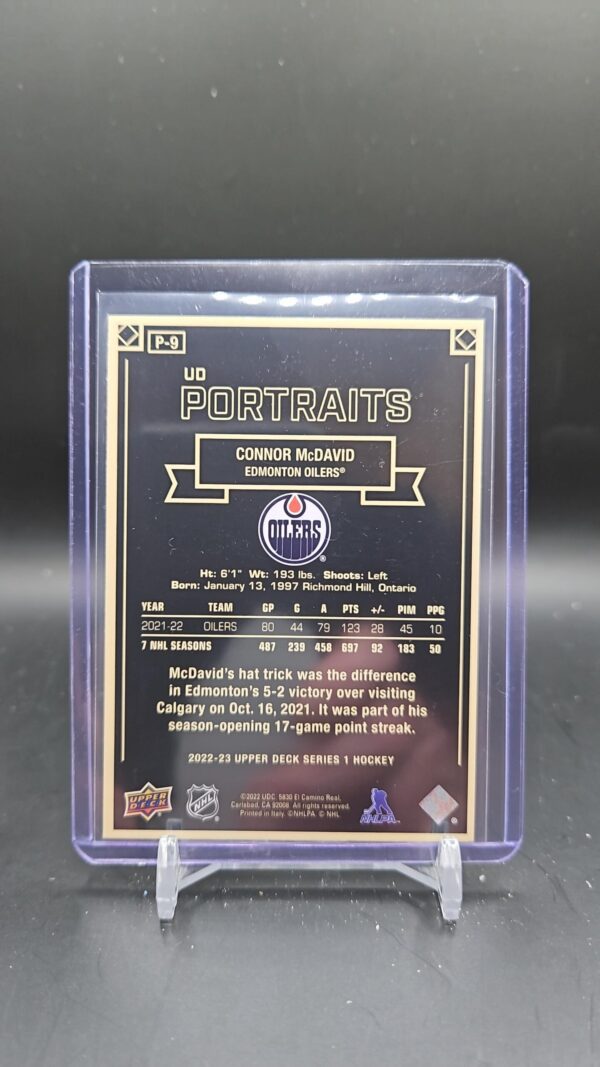 P-9
UD
PORTRAITS
CONNOR McDAVID
EDMONTON OILERS®
OILERS®
Ht: 6'1" Wt: 193 lbs. Shoots: Left
Born: January 13, 1997 Richmond Hill, Ontario
YEAR TEAM GP G A PTS +/- PIM PPG
2021-22 OILERS 80 44 79 123 28 45 10
7 NHL SEASONS 487 239 458 697 92 183 50
McDavid's hat trick was the difference
in Edmonton's 5-2 victory over visiting
Calgary on Oct. 16, 2021. It was part of his
season-opening 17-game point streak.
2022-23 UPPER DECK SERIES 1 HOCKEY
UPPER DECK
NHL
©2022 UDC. 5830 El Camino Real,
Carlsbad, CA 92008. All rights reserved.
Printed in Italy. ©NHLPA © NHL
NHLPA
®